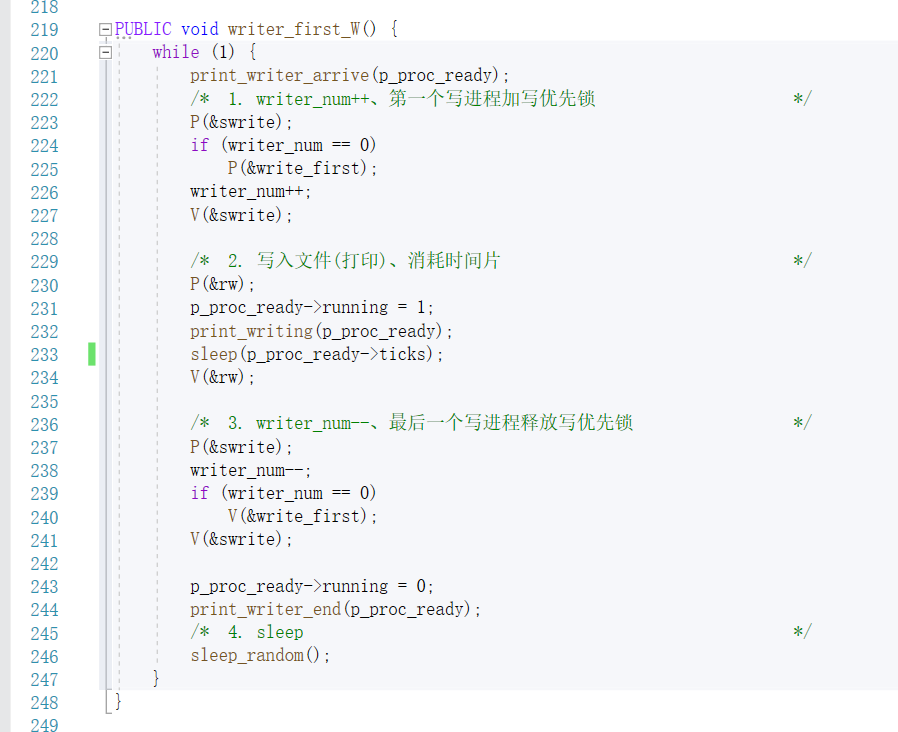 218
219 PUBLIC void writer_first_W() {
220 while (1) {
221 print_writer_arrive(p_proc_ready);
222 /* 1. writer_num++、第一个写进程加写优先锁 */
223 P(&swrite);
224 if (writer_num == 0)
225 P(&write_first);
226 writer_num++;
227 V(&swrite);
228
229 /* 2. 写入文件(打印)、消耗时间片 */
230 P(&rw);
231 p_proc_ready->running = 1;
232 print_writing(p_proc_ready);
233 sleep(p_proc_ready->ticks);
234 V(&rw);
235
236 /* 3. writer_num--、最后一个写进程释放写优先锁 */
237 P(&swrite);
238 writer_num--;
239 if (writer_num == 0)
240 V(&write_first);
241 V(&swrite);
242
243 p_proc_ready->running = 0;
244 print_writer_end(p_proc_ready);
245 /* 4. sleep */
246 sleep_random();
247 }
248 }
249